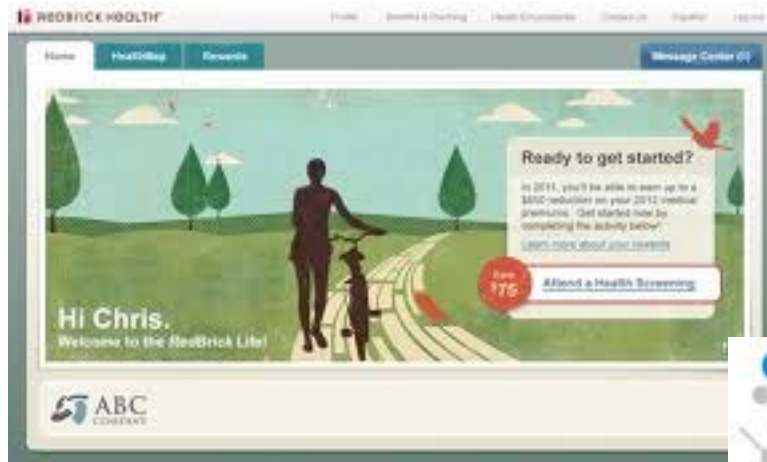 REDBRICK HEALTH
Profile Benefits & Coaching Health Encyclopedia Contact Us Español Log out
Home HealthMap Rewards Message Center (0)
Ready to get started?
In 2011, you'll be able to earn up to a
reduction on your 2012 medical
premiums. Get started now by
completing the activity below!
Learn more about your rewards
Earn
$75
Attend a Health Screening
Hi Chris.
Welcome to the RedBrick Life!
ABC
COMPANY